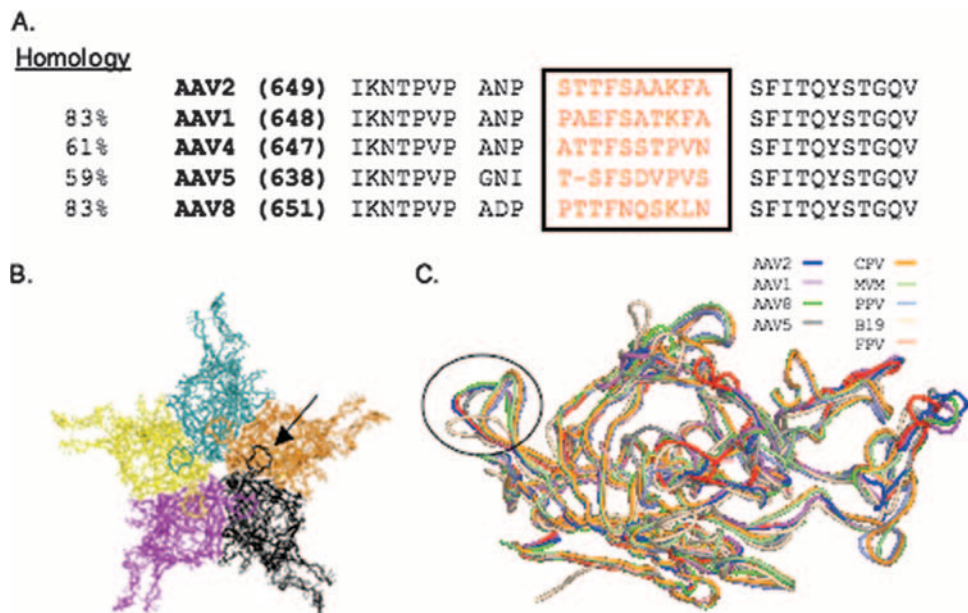 A.
Homology
AAV2 (649) IKNTPVP ANP STTFSAAKFA SFITQYSTGQV
83% AAV1 (648) IKNTPVP ANP PAEFSATKFA SFITQYSTGQV
61% AAV4 (647) IKNTPVP ANP ATTFSSTPVN SFITQYSTGQV
59% AAV5 (638) IKNTPVP GNI T-SFSDVPVS SFITQYSTGQV
83% AAV8 (651) IKNTPVP ADP PTTFNQSKLN SFITQYSTGQV
B.
C.
AAV2 CPV
AAV1 MVM
AAV8 PPV
AAV5 B19
FPV